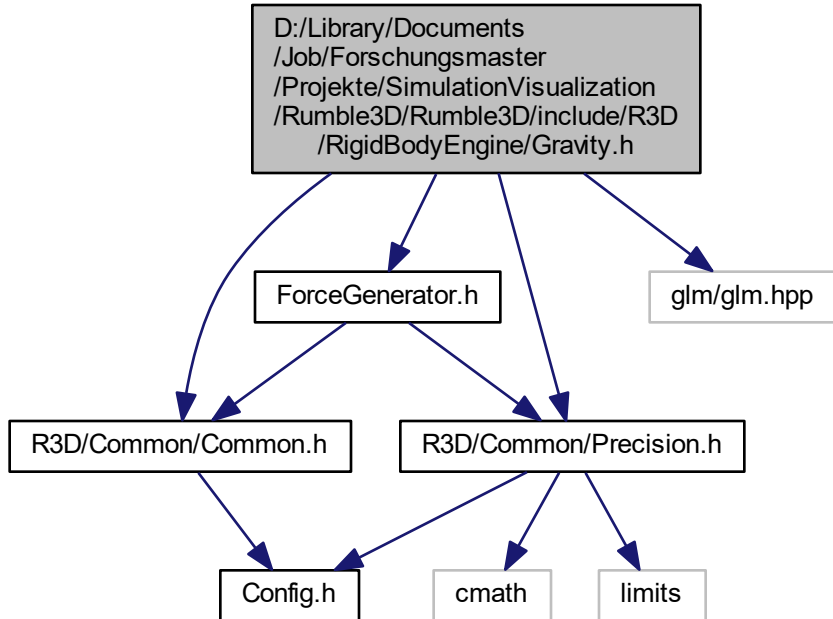 D:/Library/Documents
/Job/Forschungsmaster
/Projekte/SimulationVisualization
/Rumble3D/Rumble3D/include/R3D
/RigidBodyEngine/Gravity.h
ForceGenerator.h
glm/glm.hpp
R3D/Common/Common.h
R3D/Common/Precision.h
Config.h
cmath
limits